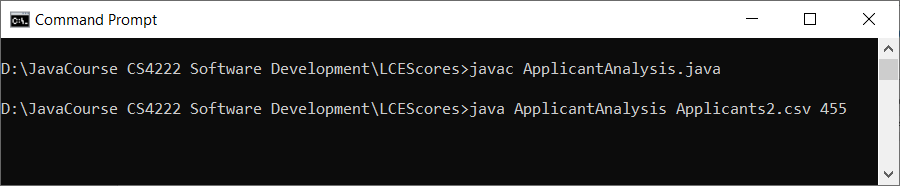 Command Prompt
D:\JavaCourse CS4222 Software Development\LCEScores>javac ApplicantAnalysis.java
D:\JavaCourse CS4222 Software Development\LCEScores>java ApplicantAnalysis Applicants2.csv 455